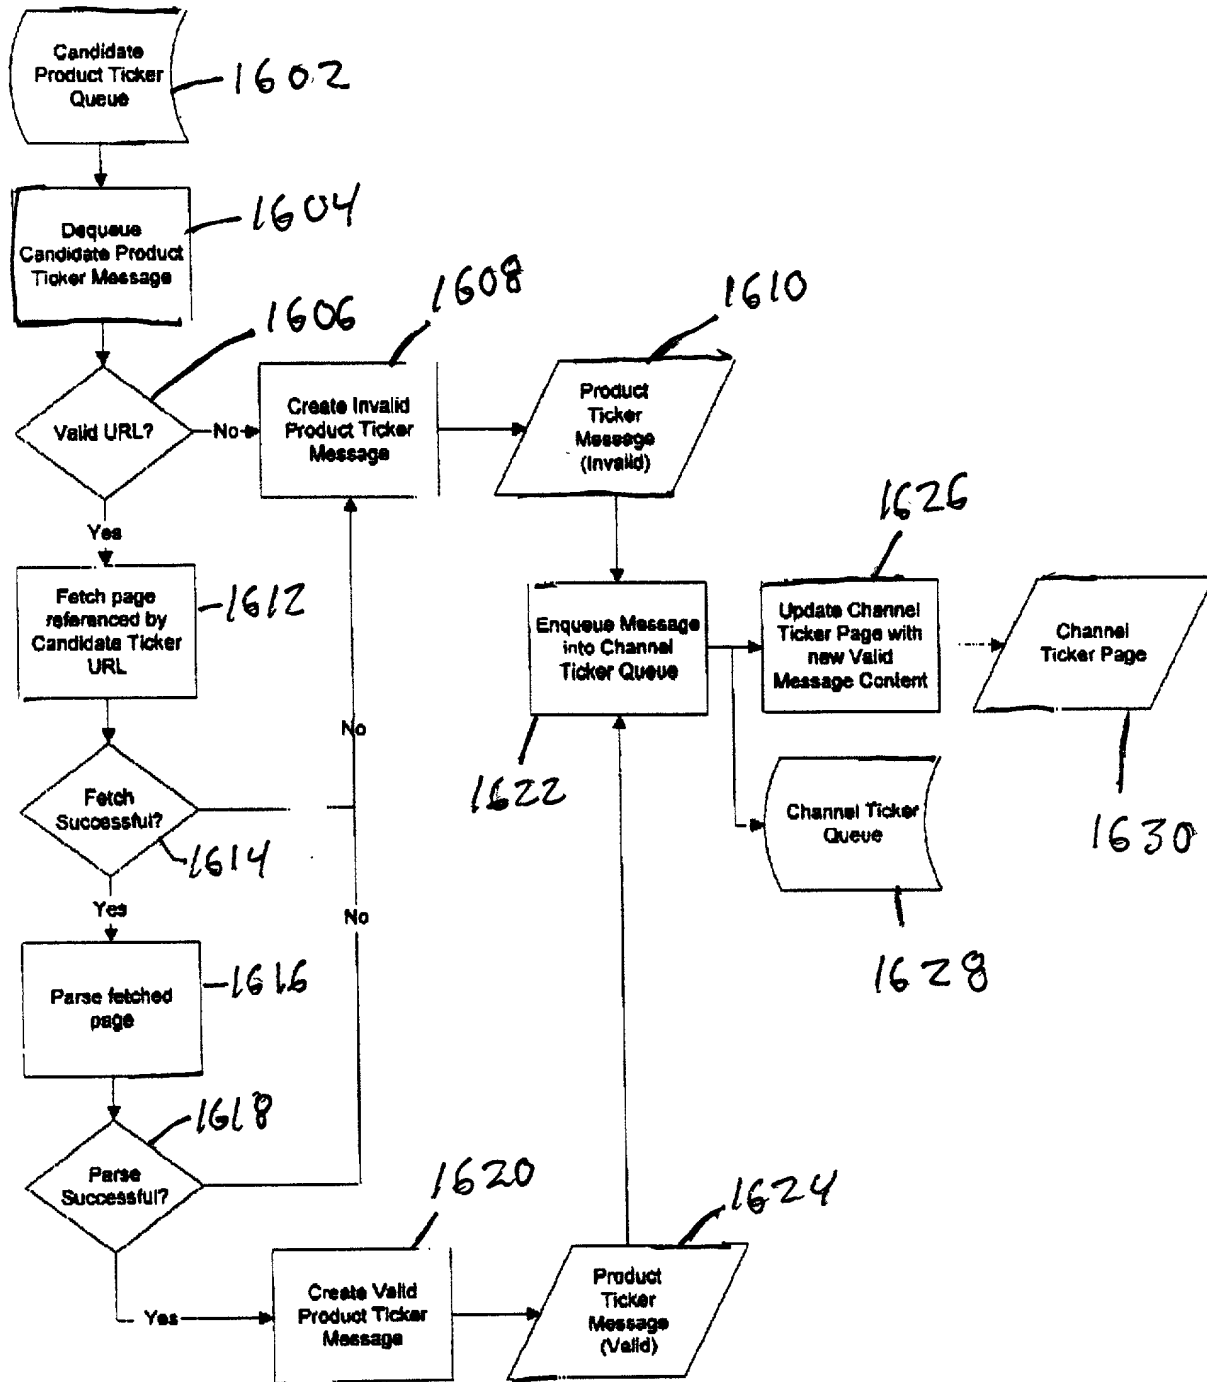 Candidate
Product Ticker
Queue
1602
Dequeue
Candidate Product
Ticker Message
1604
Valid URL?
1606
No
Create Invalid
Product Ticker
Message
1608
Product
Ticker
Message
(Invalid)
1610
Yes
Fetch page
referenced by
Candidate Ticker
URL
1612
Enqueue Message
into Channel
Ticker Queue
1622
Update Channel
Ticker Page with
new Valid
Message Content
1626
Channel
Ticker Page
1630
No
Fetch
Successful?
1614
Channel Ticker
Queue
1628
Yes
No
Parse fetched
page
1616
Parse
Successful?
1618
Yes
Create Valid
Product Ticker
Message
1620
Product
Ticker
Message
(Valid)
1624